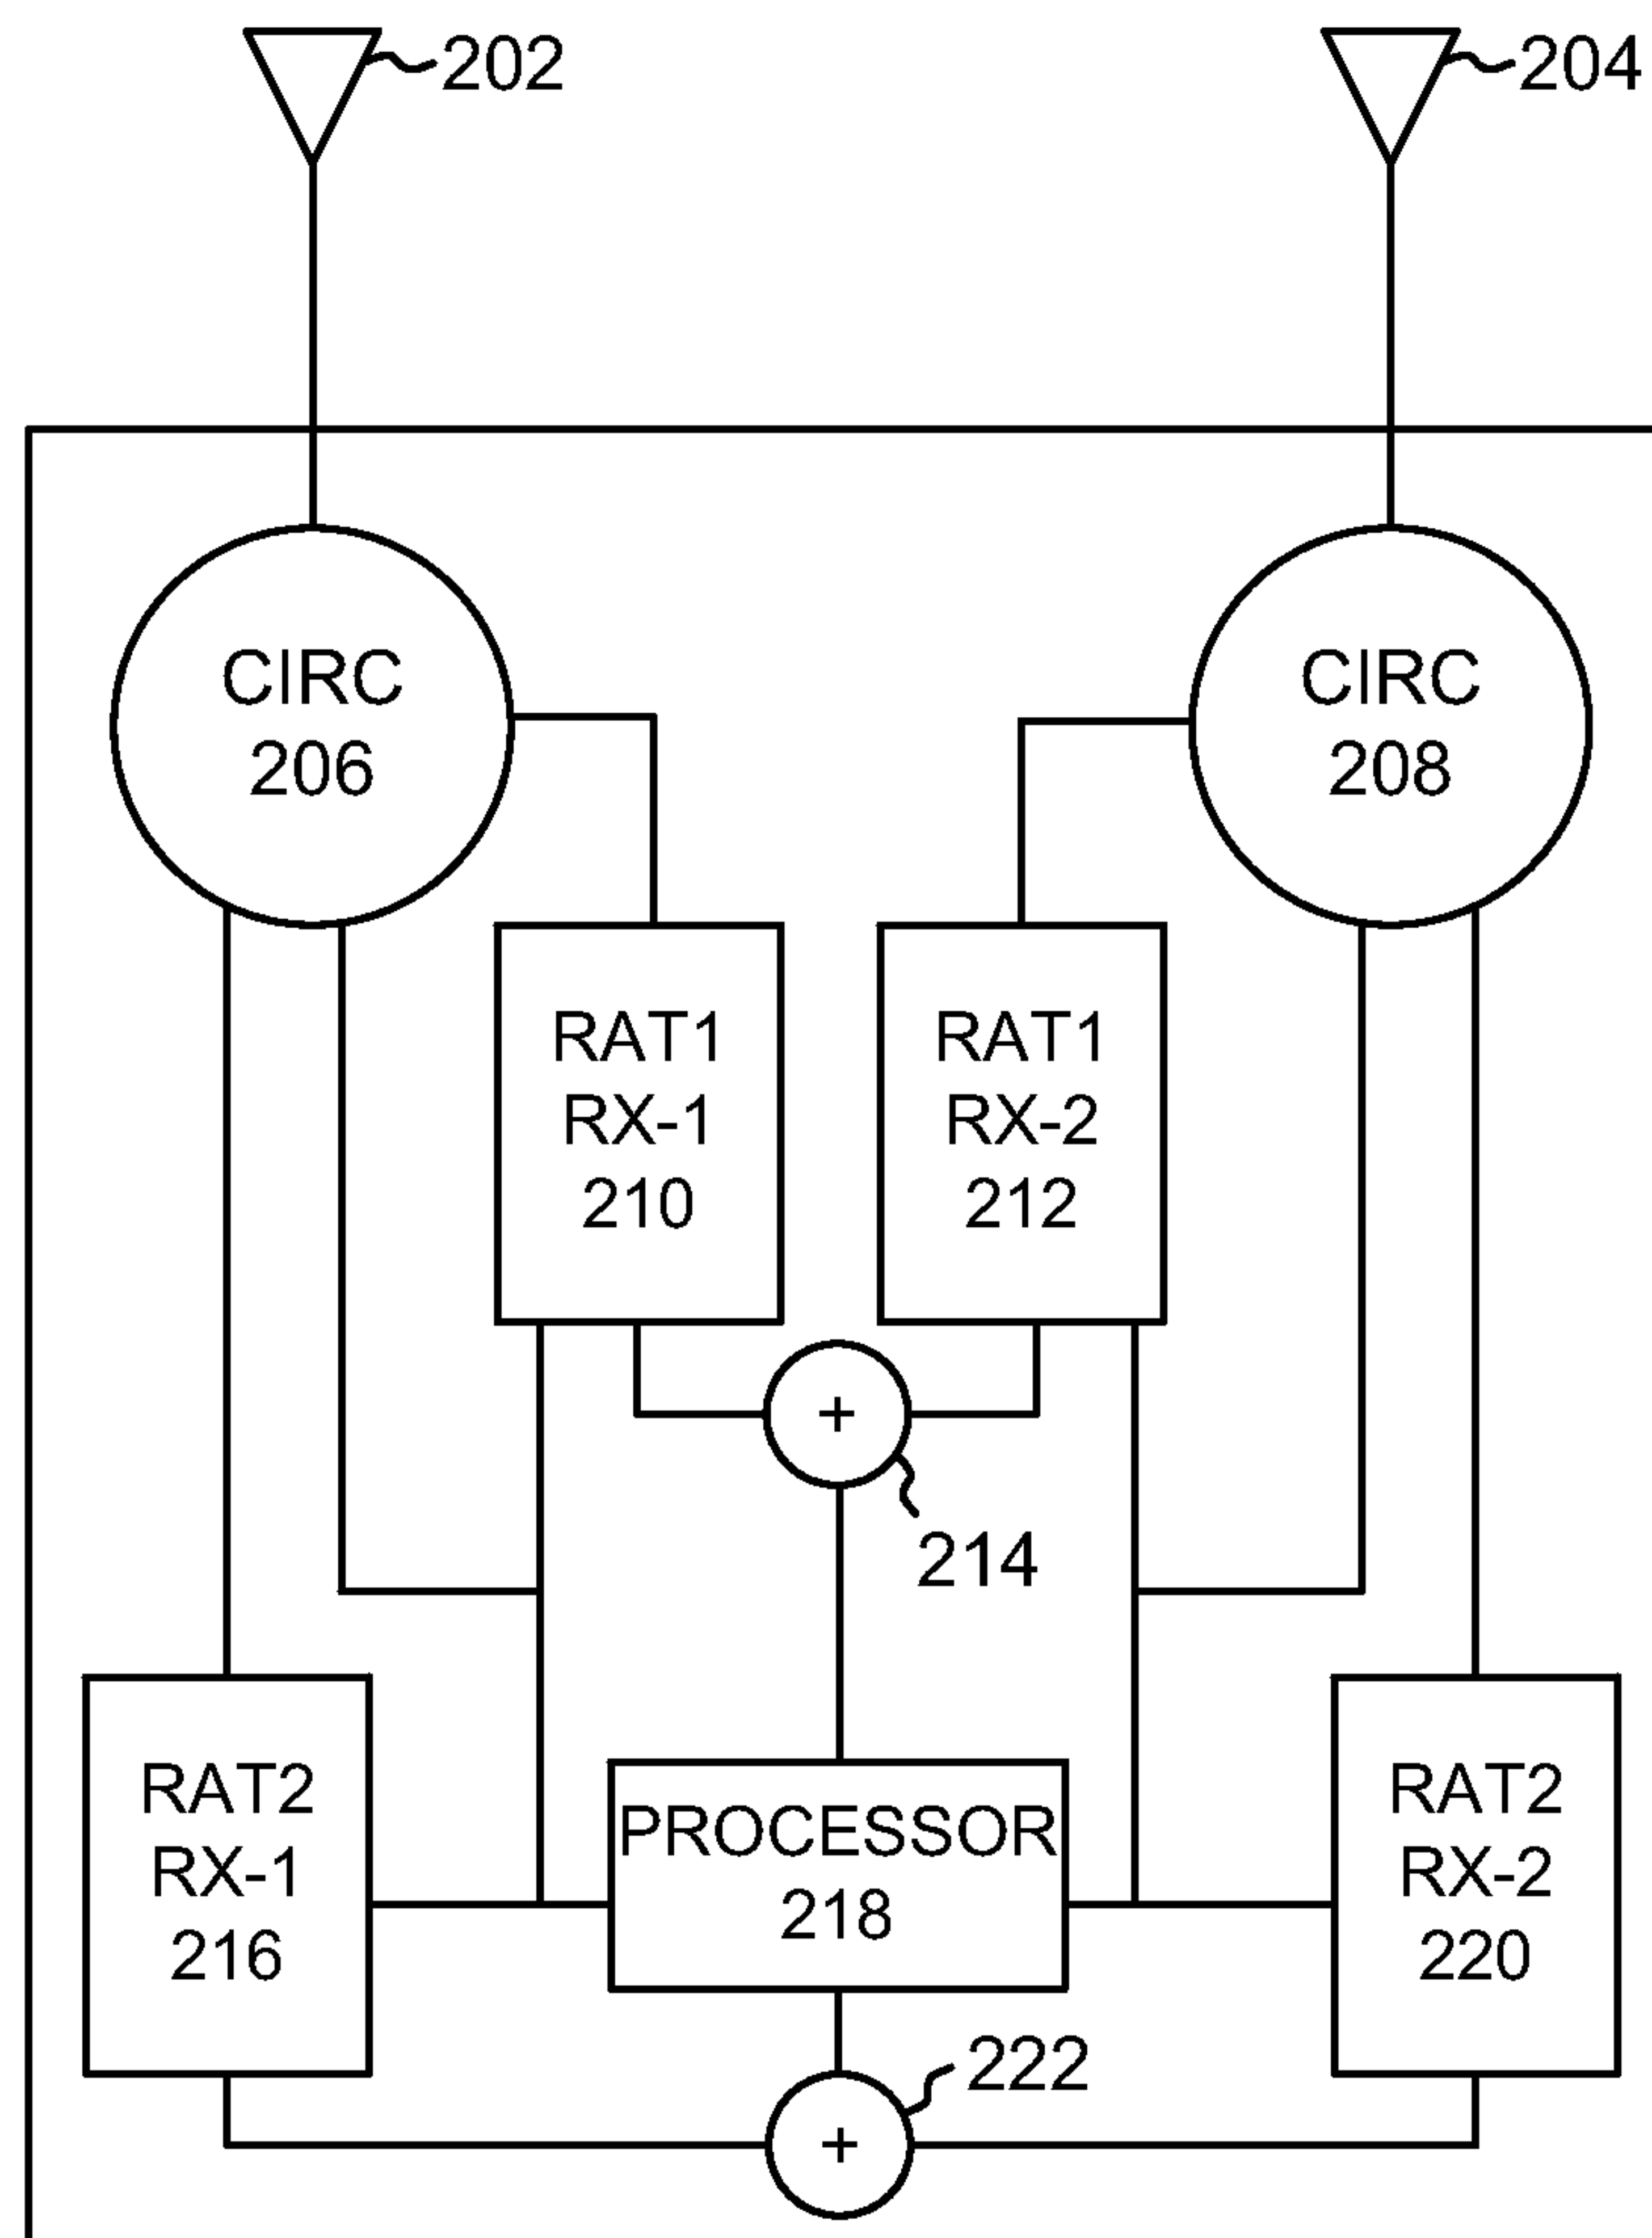 202
204
CIRC
206
CIRC
208
RAT1
RX-1
210
RAT1
RX-2
212
+
214
RAT2
RX-1
216
PROCESSOR
218
RAT2
RX-2
220
222
+